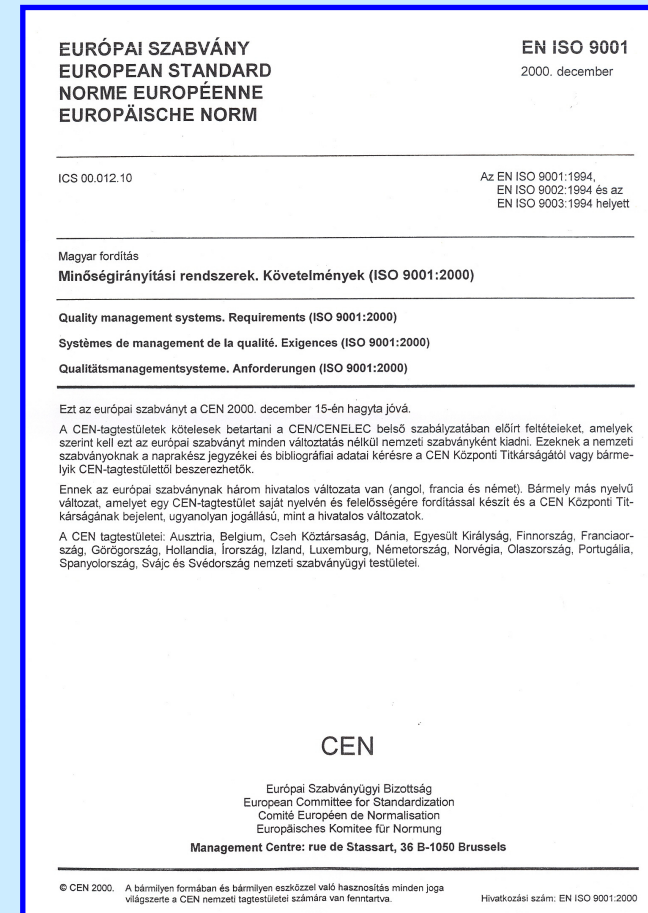 EURÓPAI SZABVÁNY
EUROPEAN STANDARD
NORME EUROPÉENNE
EUROPÄISCHE NORM
EN ISO 9001
2000. december
ICS 00.012.10
Az EN ISO 9001:1994,
EN ISO 9002:1994 és az
EN ISO 9003:1994 helyett
Magyar fordítás
Minőségirányítási rendszerek. Követelmények (ISO 9001:2000)
Quality management systems. Requirements (ISO 9001:2000)
Systèmes de management de la qualité. Exigences (ISO 9001:2000)
Qualitätsmanagementsysteme. Anforderungen (ISO 9001:2000)
Ezt az európai szabványt a CEN 2000. december 15-én hagyta jóvá.
A CEN-tagtestületek kötelesek betartani a CEN/CENELEC belső szabályzatában előírt feltételeket, amelyek
szerint kell ezt az európai szabványt minden változtatás nélkül nemzeti szabványként kiadni. Ezeknek a nemzeti
szabványoknak a naprakész jegyzékei és bibliográfiai adatai kérésre a CEN Központi Titkárságától vagy bárme-
lyik CEN-tagtestülettől beszerezhetők.
Ennek az európai szabványnak három hivatalos változata van (angol, francia és német). Bármely más nyelvű
változat, amelyet egy CEN-tagtestület saját nyelvén és felelősségére fordítással készít és a CEN Központi Tit-
kárságának bejelent, ugyanolyan jogállású, mint a hivatalos változatok.
A CEN tagtestületei: Ausztria, Belgium, Cseh Köztársaság, Dánia, Egyesült Királyság, Finnország, Franciaor-
szág, Görögország, Hollandia, Írország, Izland, Luxemburg, Németország, Norvégia, Olaszország, Portugália,
Spanyolország, Svájc és Svédország nemzeti szabványügyi testületei.
CEN
Európai Szabványügyi Bizottság
European Committee for Standardization
Comité Européen de Normalisation
Europäisches Komitee für Normung
Management Centre: rue de Stassart, 36 B-1050 Brussels
© CEN 2000. A bármilyen formában és bármilyen eszközzel való hasznosítás minden joga
világszerte a CEN nemzeti tagtestületei számára van fenntartva.
Hivatkozási szám: EN ISO 9001:2000